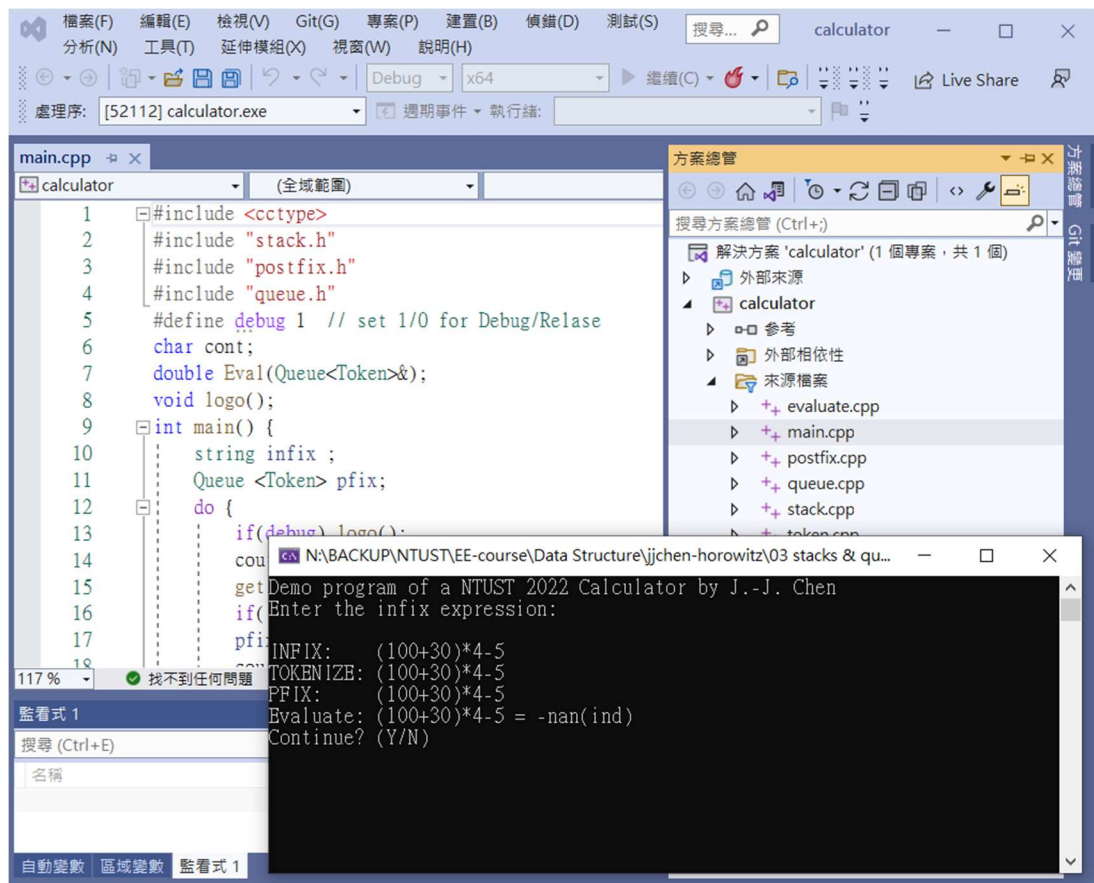 檔案(F) 編輯(E) 檢視(V) Git(G) 專案(P) 建置(B) 偵錯(D) 測試(S) 搜尋... calculator
分析(N) 工具(T) 延伸模組(X) 視窗(W) 說明(H)
Debug x64 繼續(C) Live Share
處理序: [52112] calculator.exe 週期事件 執行緒:
main.cpp
calculator (全域範圍)
1 #include <cctype>
2 #include "stack.h"
3 #include "postfix.h"
4 #include "queue.h"
5 #define debug 1 // set 1/0 for Debug/Relase
6 char cont;
7 double Eval(Queue<Token>&);
8 void logo();
9 int main() {
10 string infix ;
11 Queue <Token> pfix;
12 do {
13 if(debug) logo();
14 cou
15 get
16 if(
17 pfi
18 cou
117 % 找不到任何問題
監看式 1
搜尋 (Ctrl+E)
名稱
自動變數 區域變數 監看式 1
方案總管
搜尋方案總管 (Ctrl+;)
解決方案 'calculator' (1 個專案，共 1 個)
外部來源
calculator
參考
外部相依性
來源檔案
evaluate.cpp
main.cpp
postfix.cpp
queue.cpp
stack.cpp
token.cpp
方案總管
Git 變更
N:\BACKUP\NTUST\EE-course\Data Structure\jjchen-horowitz\03 stacks & qu...
Demo program of a NTUST 2022 Calculator by J.-J. Chen
Enter the infix expression:
INFIX: (100+30)*4-5
TOKENIZE: (100+30)*4-5
PFIX: (100+30)*4-5
Evaluate: (100+30)*4-5 = -nan(ind)
Continue? (Y/N)